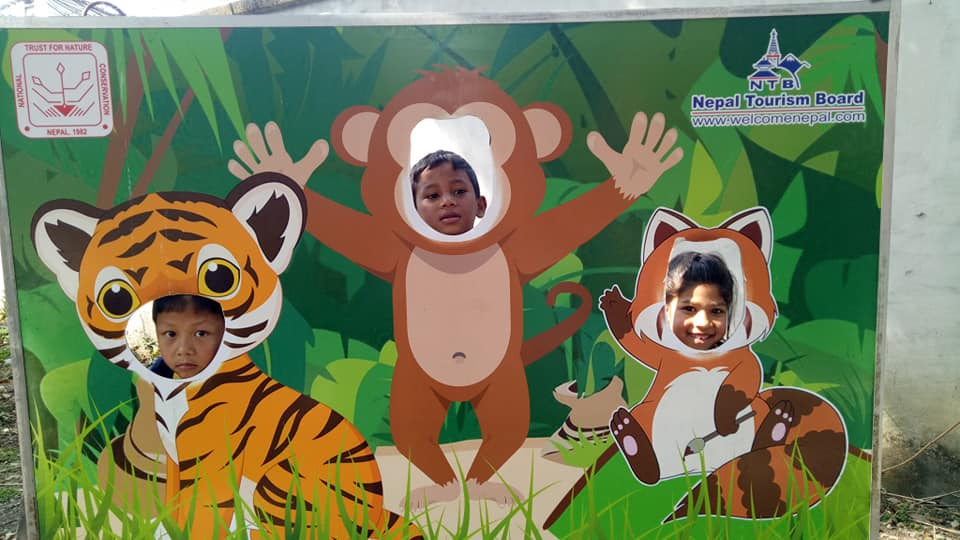 TRUST FOR NATURE
NATIONAL
CONSERVATION
NEPAL. 1982
NTB
Nepal Tourism Board
www.welcomenepal.com